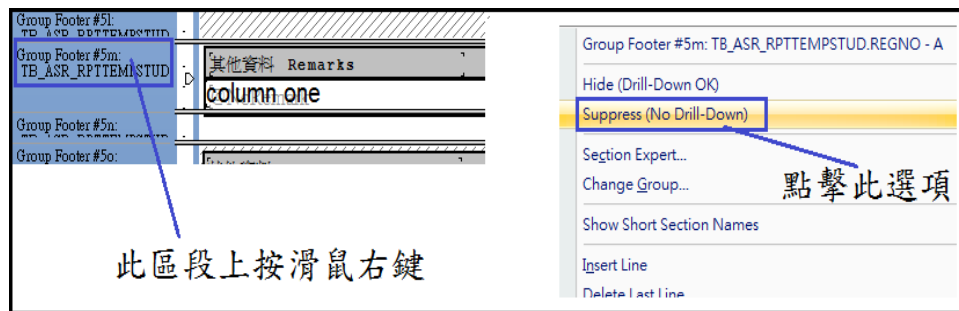 Group Footer #5l:
TB_ASR_RPTTEMPSTUD
Group Footer #5m:
TB_ASR_RPTTEMPSTUD
其他資料 Remarks
column one
Group Footer #5n:
TB_ASR_RPTTEMPSTUD
Group Footer #5o:
此區段上按滑鼠右鍵
Group Footer #5m: TB_ASR_RPTTEMPSTUD.REGNO - A
Hide (Drill-Down OK)
Suppress (No Drill-Down)
Section Expert...
Change Group...
點擊此選項
Show Short Section Names
Insert Line
Delete Last Line